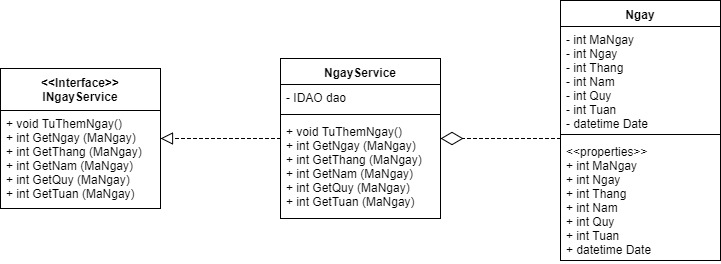 <<Interface>>
INgayService
+ void TuThemNgay()
+ int GetNgay (MaNgay)
+ int GetThang (MaNgay)
+ int GetNam (MaNgay)
+ int GetQuy (MaNgay)
+ int GetTuan (MaNgay)
NgayService
- IDAO dao
+ void TuThemNgay()
+ int GetNgay (MaNgay)
+ int GetThang (MaNgay)
+ int GetNam (MaNgay)
+ int GetQuy (MaNgay)
+ int GetTuan (MaNgay)
Ngay
- int MaNgay
- int Ngay
- int Thang
- int Nam
- int Quy
- int Tuan
- datetime Date
<<properties>>
+ int MaNgay
+ int Ngay
+ int Thang
+ int Nam
+ int Quy
+ int Tuan
+ datetime Date